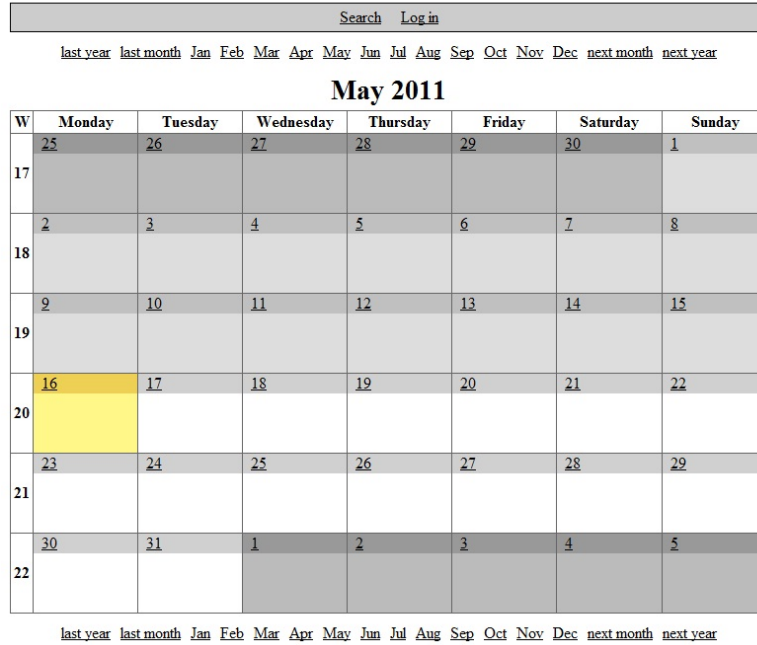 Search Log in
last year last month Jan Feb Mar Apr May Jun Jul Aug Sep Oct Nov Dec next month next year
May 2011
W Monday Tuesday Wednesday Thursday Friday Saturday Sunday
25 26 27 28 29 30 1
17
2 3 4 5 6 7 8
18
9 10 11 12 13 14 15
19
16 17 18 19 20 21 22
20
23 24 25 26 27 28 29
21
30 31 1 2 3 4 5
22
last year last month Jan Feb Mar Apr May Jun Jul Aug Sep Oct Nov Dec next month next year